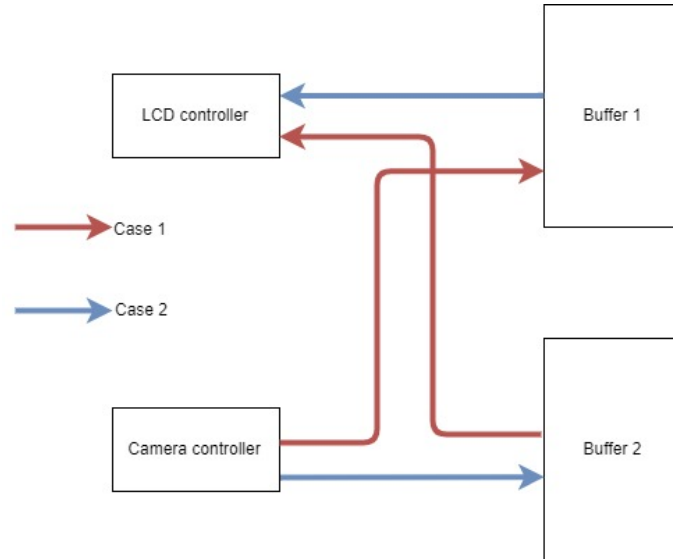 LCD controller
Buffer 1
Case 1
Case 2
Camera controller
Buffer 2